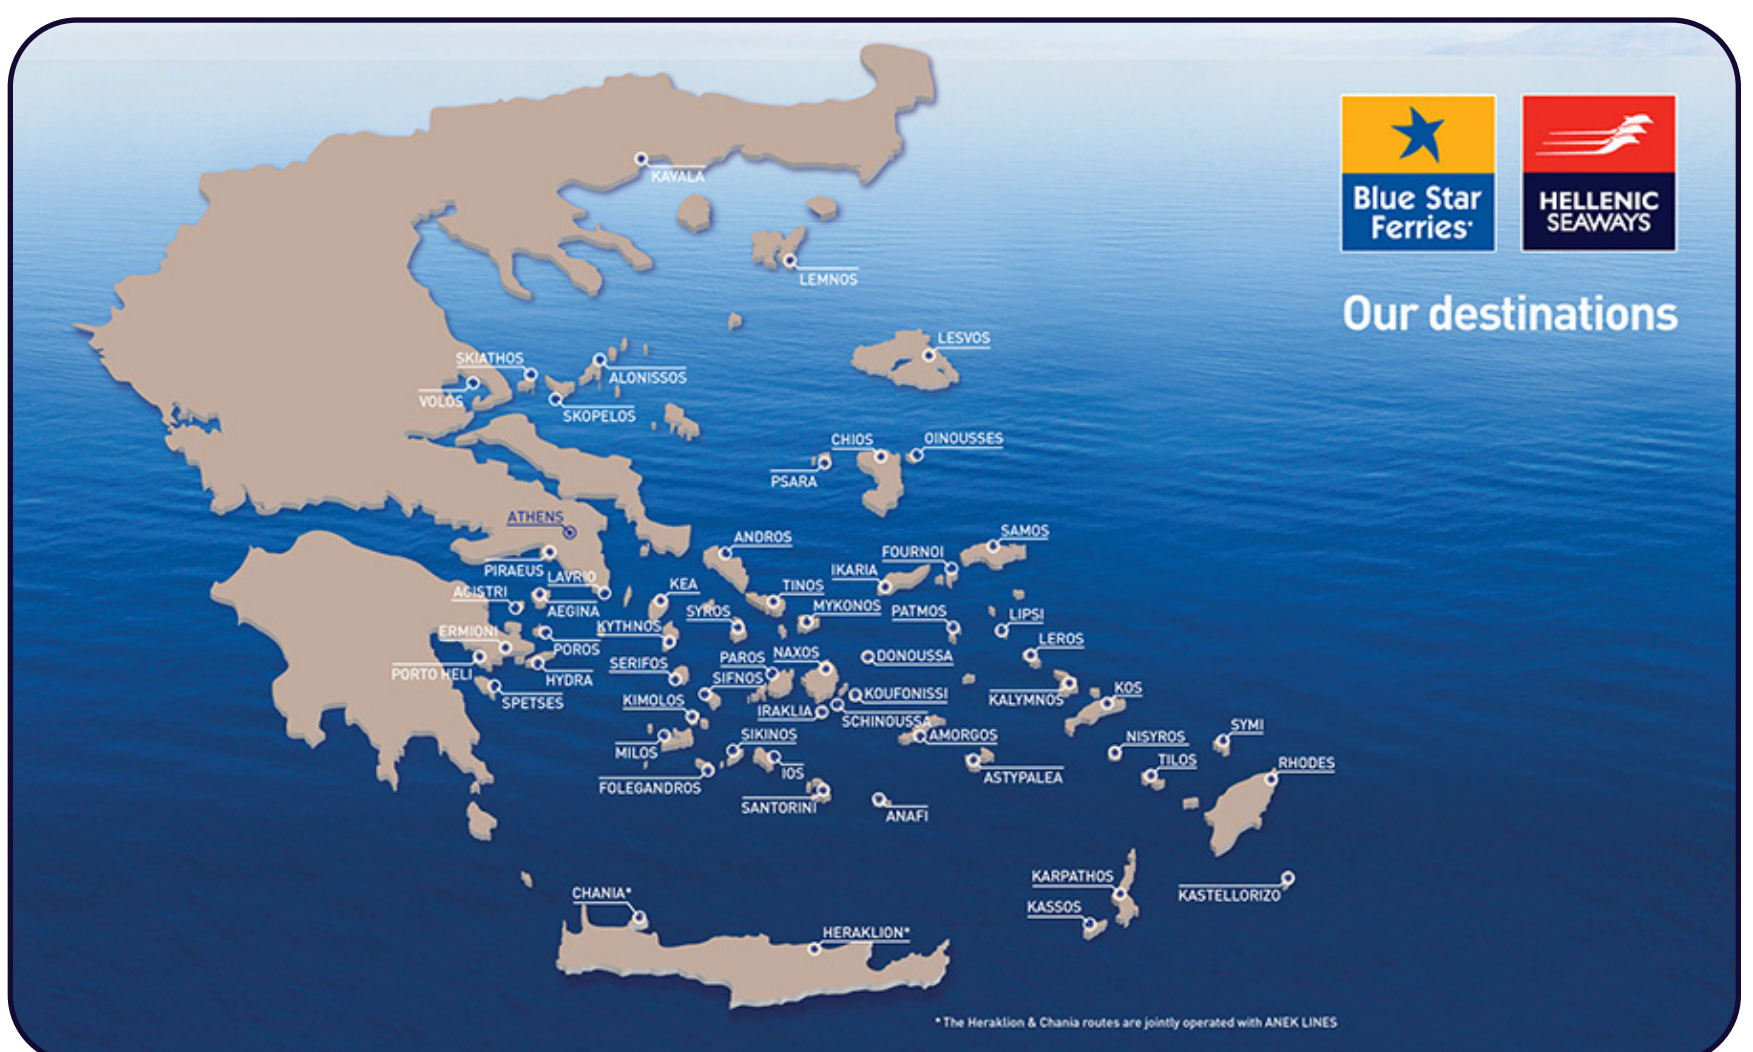 KAVALA
Blue Star
Ferries
HELLENIC
SEAWAYS
LEMNOS
Our destinations
LESVOS
SKIATHOS
ALONISSOS
VOLOS
SKOPELOS
CHIOS
OINOUSSES
PSARA
ATHENS
ANDROS
SAMOS
FOURNOI
PIRAEUS
LAVRIO
IKARIA
KEA
TINOS
AGISTRI
AEGINA
SYROS
MYKONOS
PATMOS
LIPSI
KYTHNOS
ERMIONI
POROS
LEROS
PAROS
NAXOS
DONOUSSA
SERIFOS
PORTO HELI
HYDRA
SIFNOS
KOUFONISSI
KALYMNOS
KOS
SPETSES
KIMOLOS
IRAKLIA
SCHINOUSSA
SYMI
SIKINOS
AMORGOS
NISYROS
MILOS
TILOS
RHODES
IOS
ASTYPALEA
FOLEGANDROS
SANTORINI
ANAFI
KARPATHOS
KASTELLORIZO
CHANIA*
KASSOS
HERAKLION*
* The Heraklion & Chania routes are jointly operated with ANEK LINES